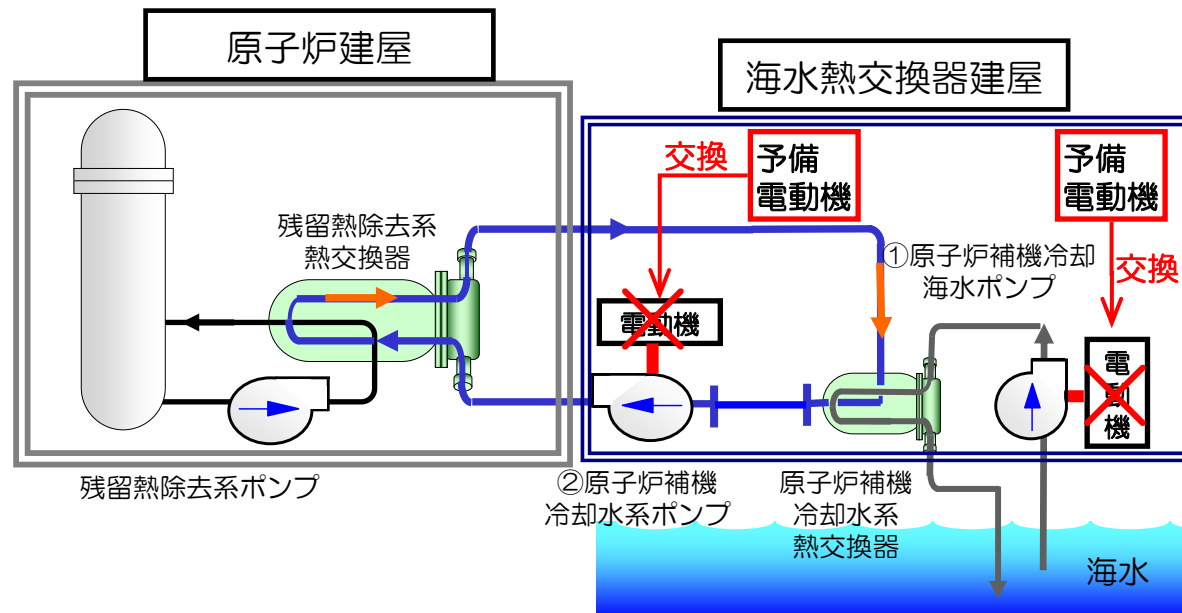 原子炉建屋
海水熱交換器建屋
交換
予備
電動機
予備
電動機
交換
残留熱除去系
熱交換器
①原子炉補機冷却
海水ポンプ
電動機
電動機
残留熱除去系ポンプ
②原子炉補機
冷却水系ポンプ
原子炉補機
冷却水系
熱交換器
海水